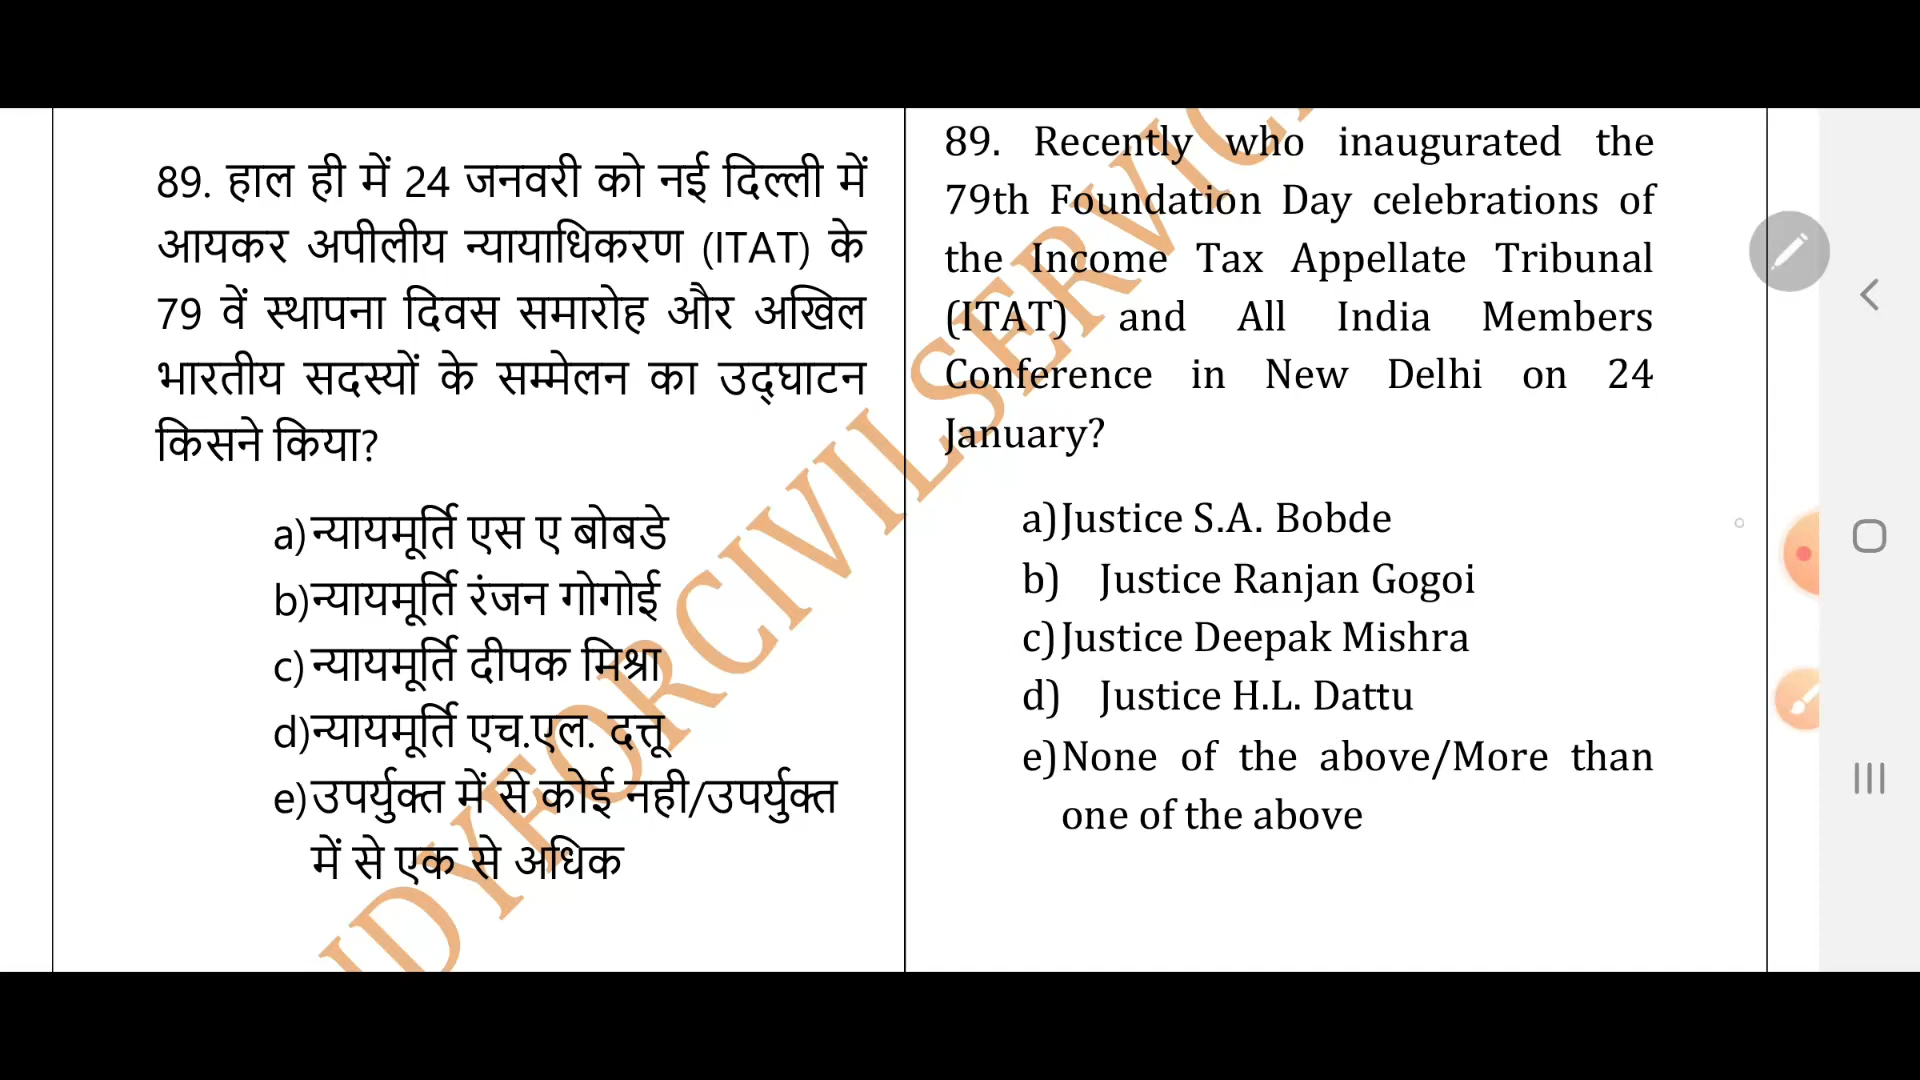 89. हाल ही में 24 जनवरी को नई दिल्ली में
आयकर अपीलीय न्यायाधिकरण (ITAT) के
79 वें स्थापना दिवस समारोह और अखिल
भारतीय सदस्यों के सम्मेलन का उद्घाटन
किसने किया?
a) न्यायमूर्ति एस ए बोबडे
b) न्यायमूर्ति रंजन गोगोई
c) न्यायमूर्ति दीपक मिश्रा
d) न्यायमूर्ति एच.एल. दत्तू
e) उपर्युक्त में से कोई नही/उपर्युक्त
में से एक से अधिक
89. Recently who inaugurated the
79th Foundation Day celebrations of
the Income Tax Appellate Tribunal
(ITAT) and All India Members
Conference in New Delhi on 24
January?
a) Justice S.A. Bobde
b) Justice Ranjan Gogoi
c) Justice Deepak Mishra
d) Justice H.L. Dattu
e) None of the above/More than
one of the above